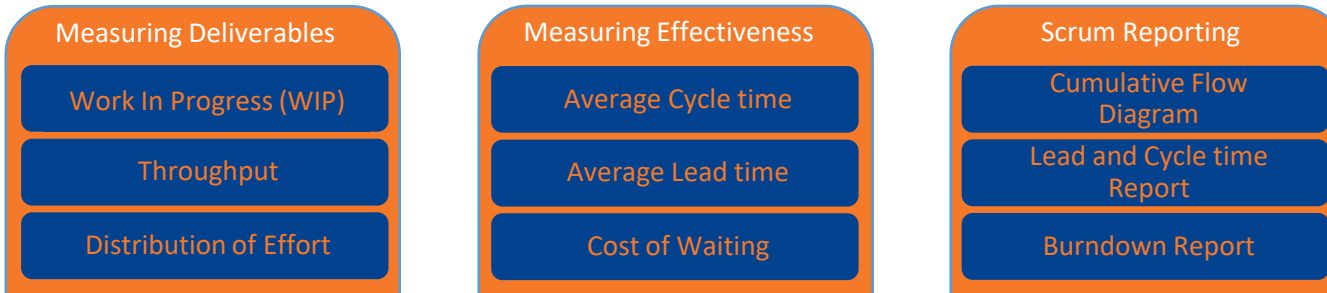 Measuring Deliverables
Work In Progress (WIP)
Throughput
Distribution of Effort
Measuring Effectiveness
Average Cycle time
Average Lead time
Cost of Waiting
Scrum Reporting
Cumulative Flow
Diagram
Lead and Cycle time
Report
Burndown Report